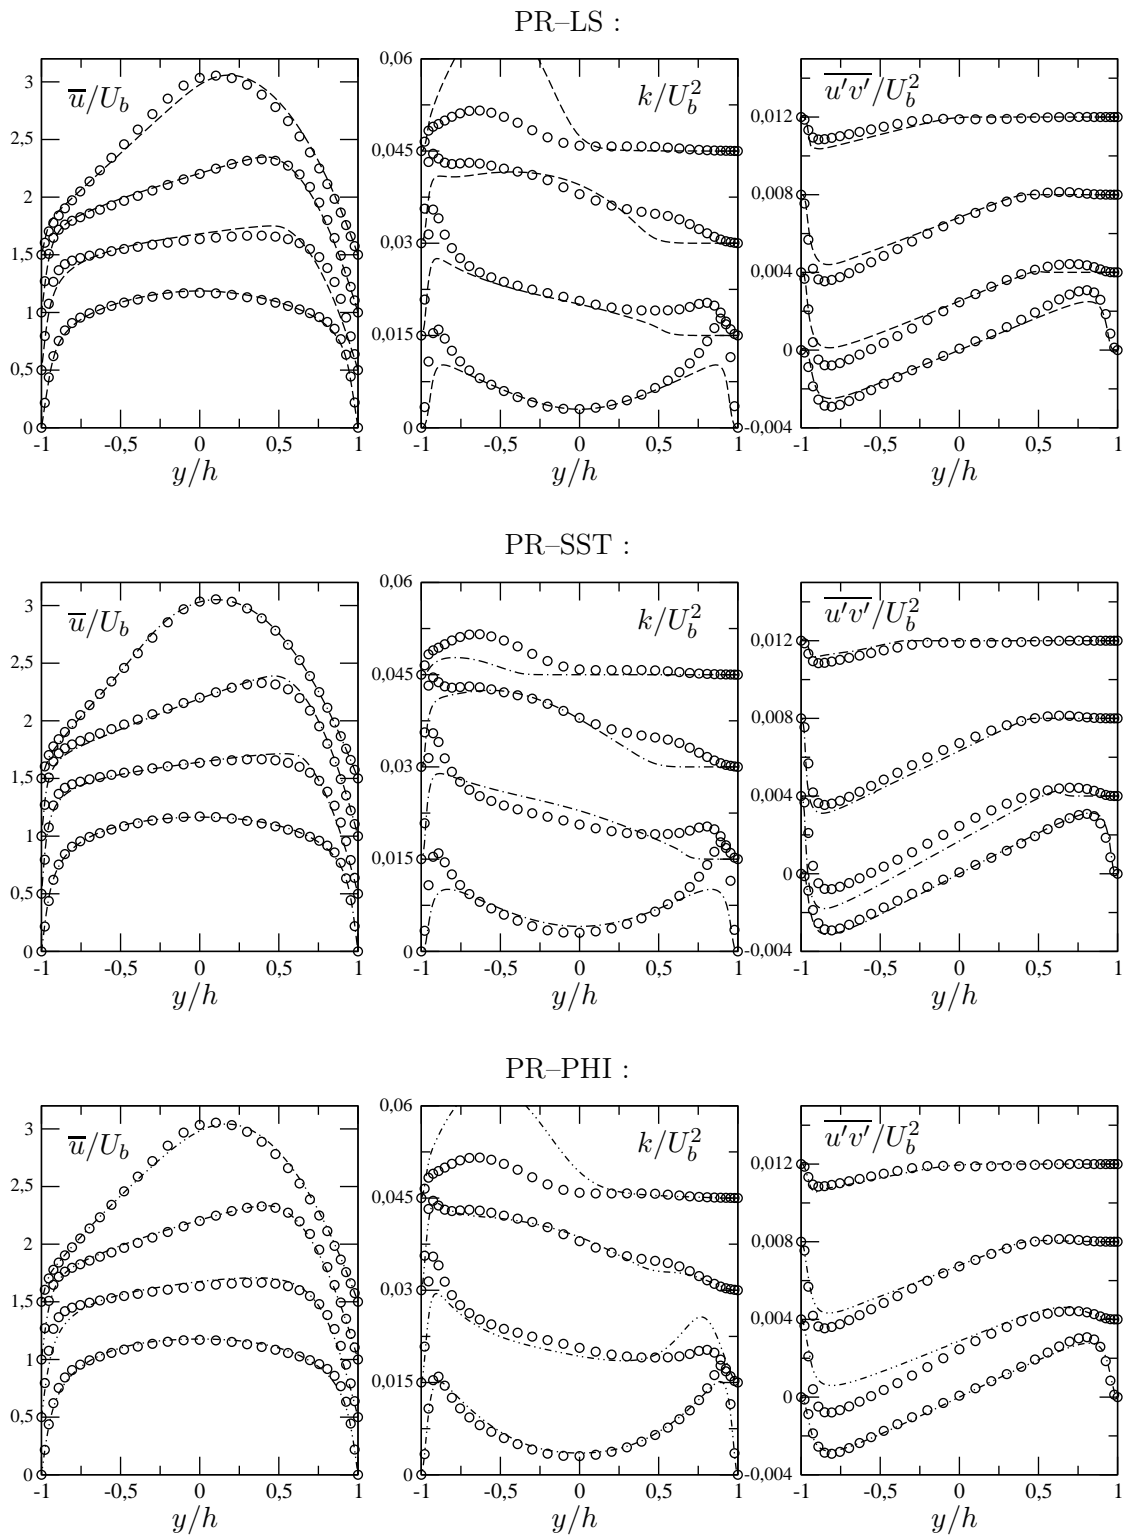 PR–LS :
u̅/U_b
3
2,5
2
1,5
1
0,5
0
-1 -0,5 0 0,5 1
y/h
k/U_b^2
0,06
0,045
0,03
0,015
0
-1 -0,5 0 0,5 1
y/h
u′v′/U_b^2
0,012
0,008
0,004
0
-0,004
-1 -0,5 0 0,5 1
y/h
PR–SST :
u̅/U_b
3
2,5
2
1,5
1
0,5
0
-1 -0,5 0 0,5 1
y/h
k/U_b^2
0,06
0,045
0,03
0,015
0
-1 -0,5 0 0,5 1
y/h
u′v′/U_b^2
0,012
0,008
0,004
0
-0,004
-1 -0,5 0 0,5 1
y/h
PR–PHI :
u̅/U_b
3
2,5
2
1,5
1
0,5
0
-1 -0,5 0 0,5 1
y/h
k/U_b^2
0,06
0,045
0,03
0,015
0
-1 -0,5 0 0,5 1
y/h
u′v′/U_b^2
0,012
0,008
0,004
0
-0,004
-1 -0,5 0 0,5 1
y/h